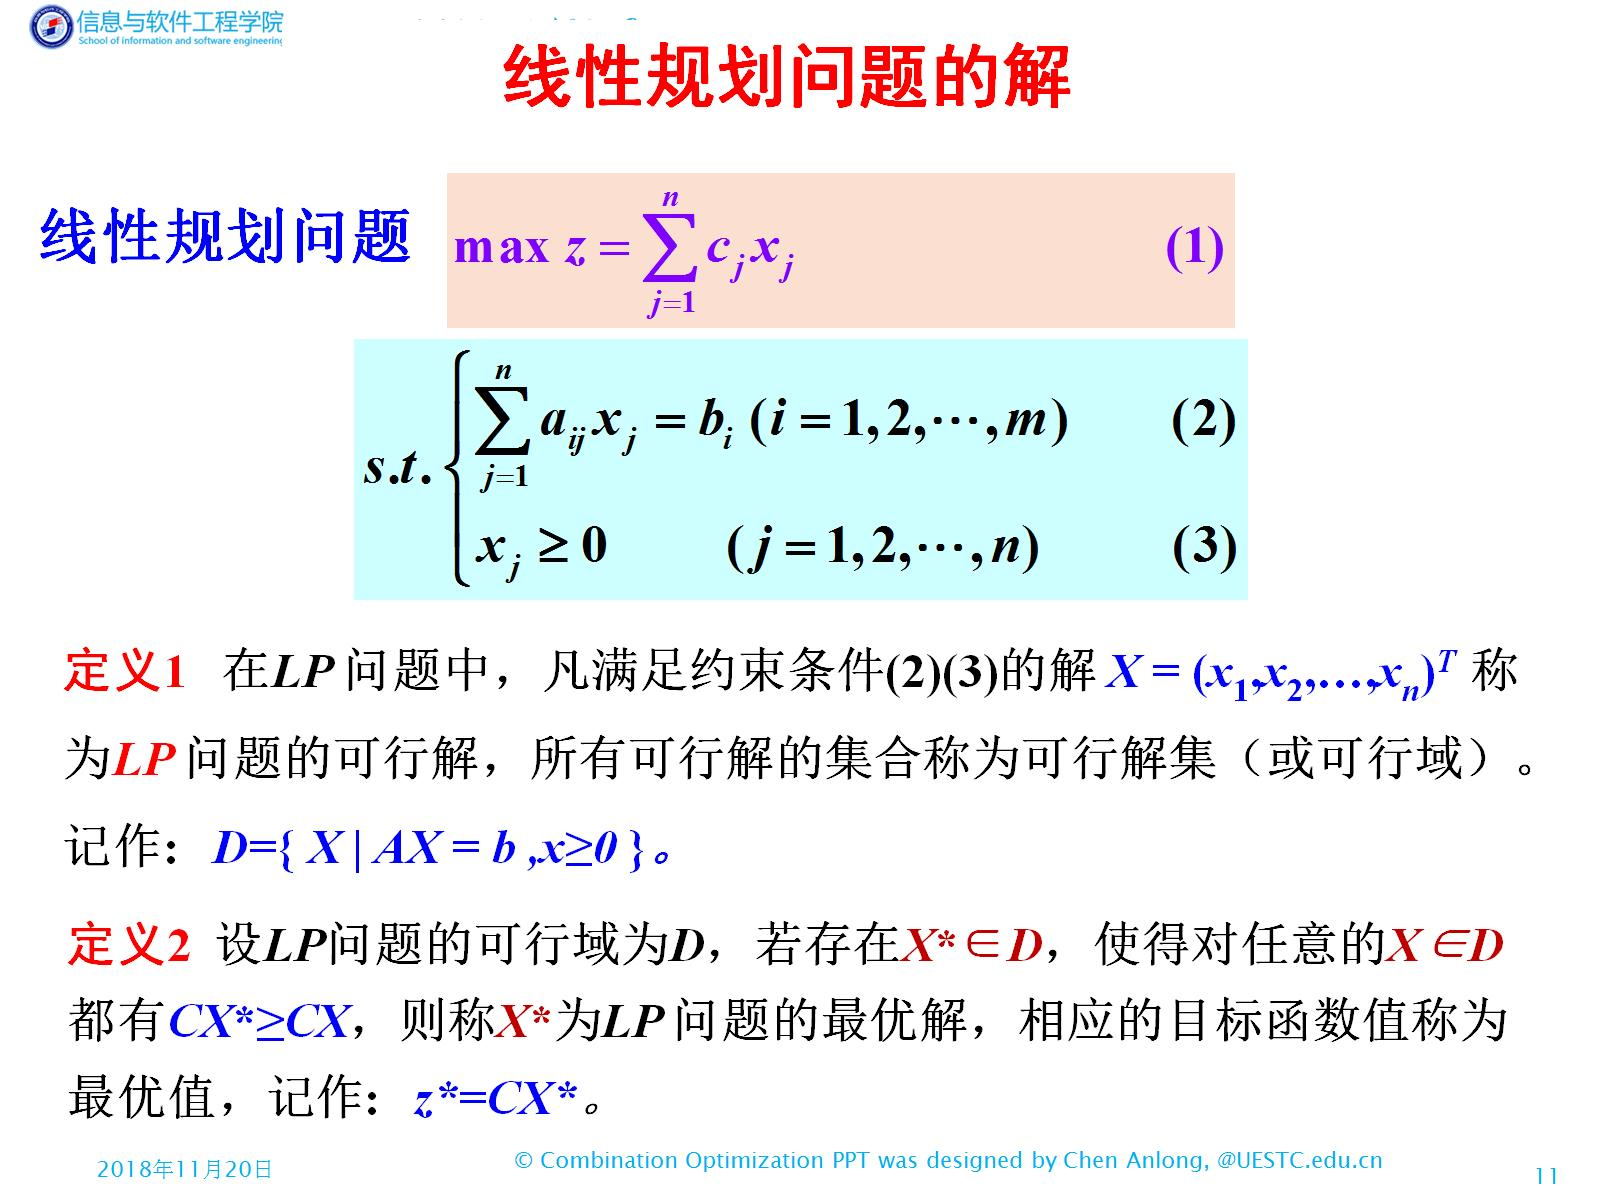 信息与软件工程学院
School of information and software engineering
线性规划问题的解
线性规划问题
max z = ∑_{j=1}^{n} c_j x_j (1)
s.t. { ∑_{j=1}^{n} a_{ij} x_j = b_i (i = 1,2,⋯,m) (2)
x_j ≥ 0 (j = 1,2,⋯,n) (3)
定义1 在LP 问题中，凡满足约束条件(2)(3)的解 X = (x_1,x_2,…,x_n)^T 称
为LP 问题的可行解，所有可行解的集合称为可行解集（或可行域）。
记作：D={ X | AX = b ,x≥0 }。
定义2 设LP问题的可行域为D，若存在X*∈D，使得对任意的X∈D
都有CX*≥CX，则称X*为LP 问题的最优解，相应的目标函数值称为
最优值，记作：z*=CX*。
2018年11月20日
© Combination Optimization PPT was designed by Chen Anlong, @UESTC.edu.cn
11